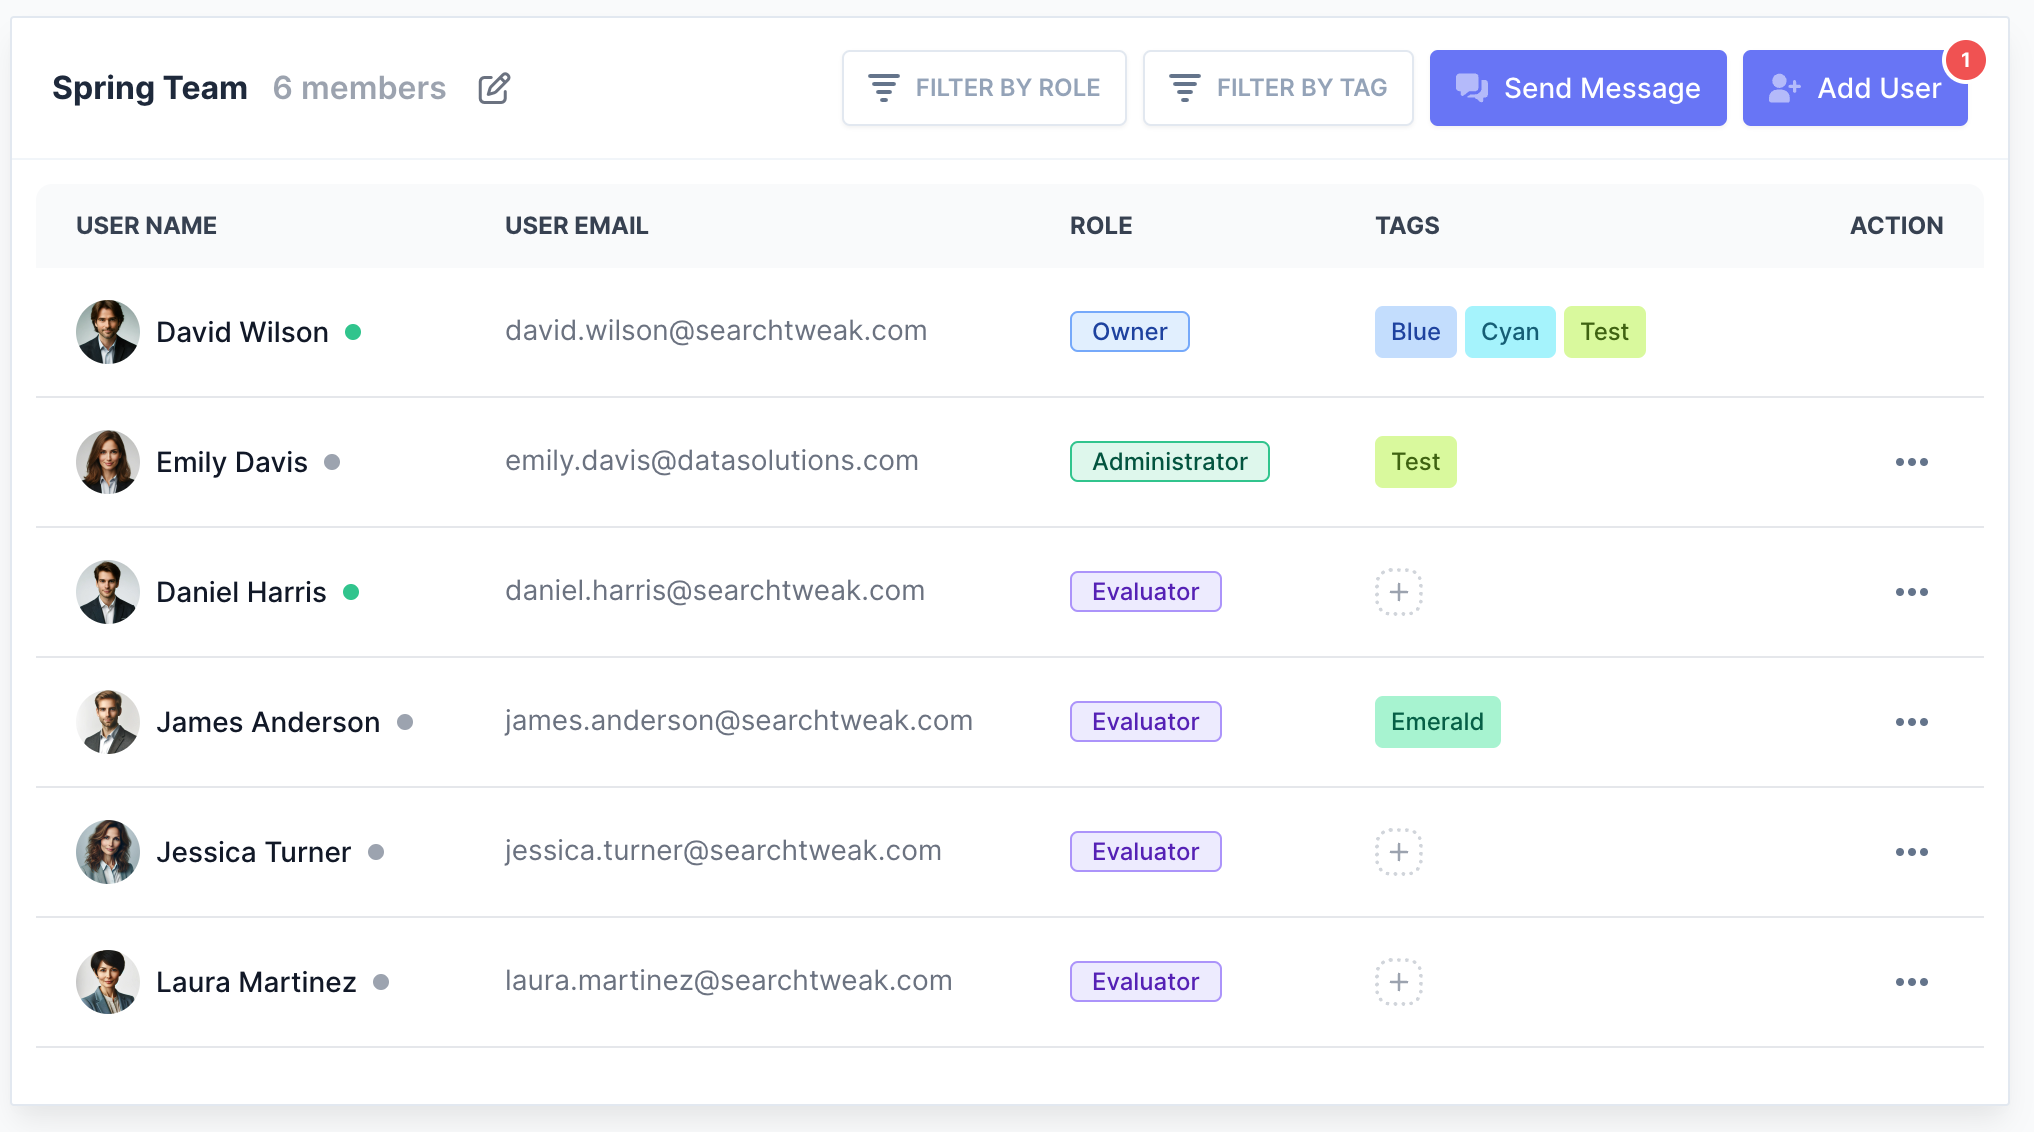 Spring Team 6 members FILTER BY ROLE FILTER BY TAG Send Message Add User 1
USER NAME USER EMAIL ROLE TAGS ACTION
David Wilson david.wilson@searchtweak.com Owner Blue Cyan Test
Emily Davis emily.davis@datasolutions.com Administrator Test
Daniel Harris daniel.harris@searchtweak.com Evaluator
James Anderson james.anderson@searchtweak.com Evaluator Emerald
Jessica Turner jessica.turner@searchtweak.com Evaluator
Laura Martinez laura.martinez@searchtweak.com Evaluator